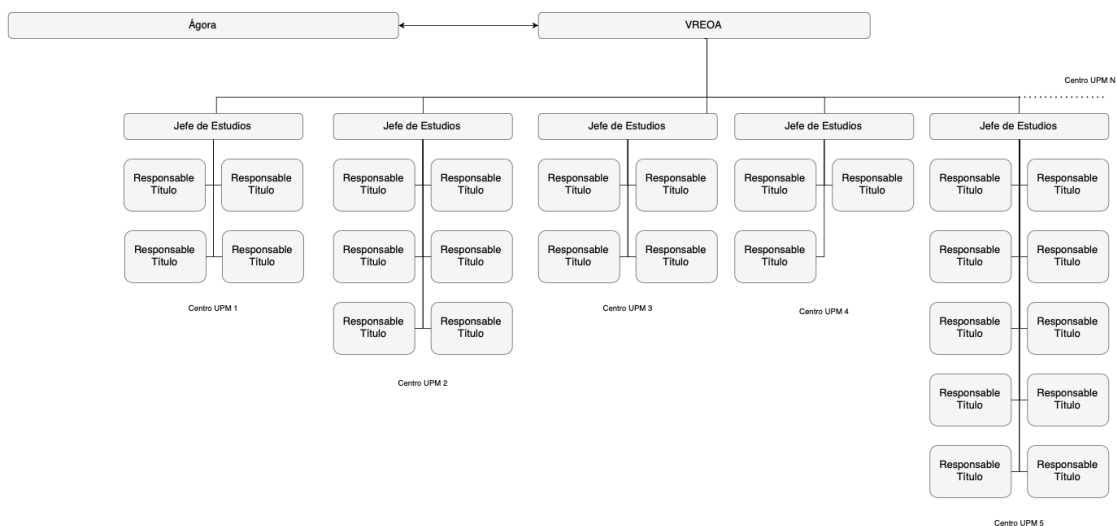 Ágora
VREOA
Centro UPM N
Jefe de Estudios
Jefe de Estudios
Jefe de Estudios
Jefe de Estudios
Jefe de Estudios
Responsable
Título
Responsable
Título
Responsable
Título
Responsable
Título
Centro UPM 1
Responsable
Título
Responsable
Título
Responsable
Título
Responsable
Título
Responsable
Título
Responsable
Título
Centro UPM 2
Responsable
Título
Responsable
Título
Responsable
Título
Responsable
Título
Centro UPM 3
Responsable
Título
Responsable
Título
Responsable
Título
Centro UPM 4
Responsable
Título
Responsable
Título
Responsable
Título
Responsable
Título
Responsable
Título
Responsable
Título
Responsable
Título
Responsable
Título
Responsable
Título
Responsable
Título
Centro UPM 5